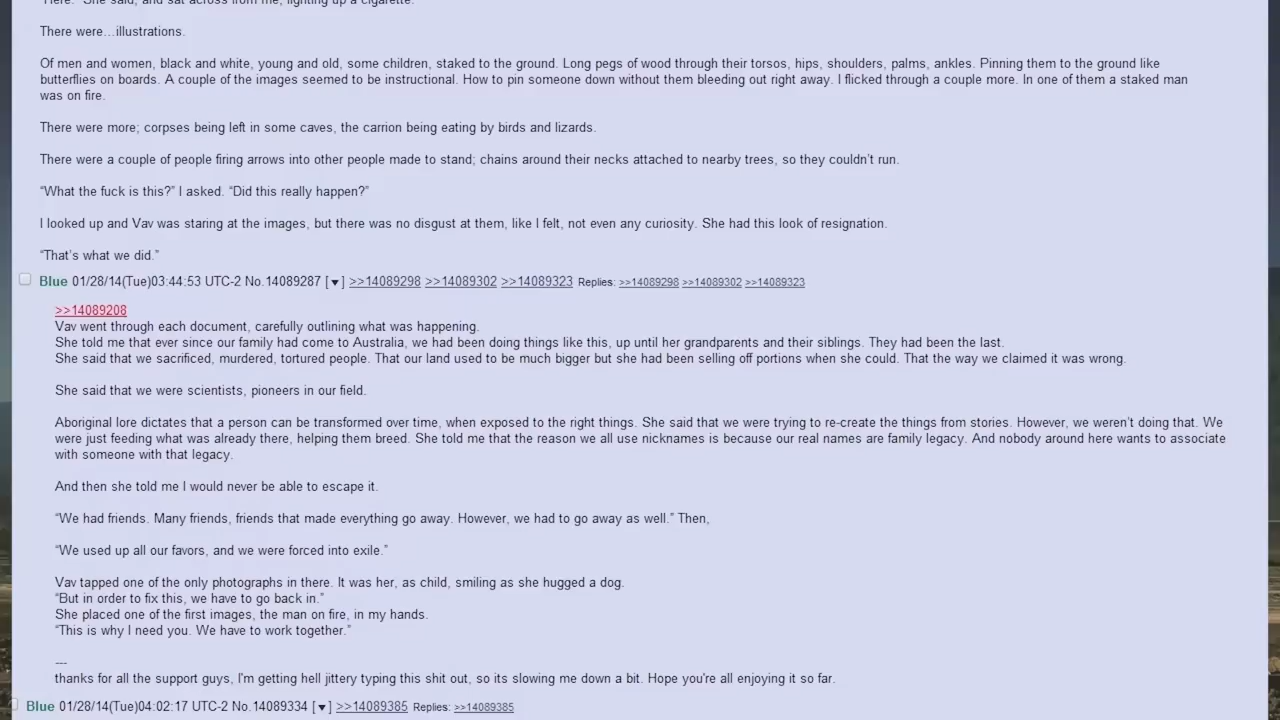 "Here." She said, and sat across from me, lighting up a cigarette.
There were…illustrations.
Of men and women, black and white, young and old, some children, staked to the ground. Long pegs of wood through their torsos, hips, shoulders, palms, ankles. Pinning them to the ground like
butterflies on boards. A couple of the images seemed to be instructional. How to pin someone down without them bleeding out right away. I flicked through a couple more. In one of them a staked man
was on fire.
There were more; corpses being left in some caves, the carrion being eating by birds and lizards.
There were a couple of people firing arrows into other people made to stand; chains around their necks attached to nearby trees, so they couldn't run.
“What the fuck is this?” I asked. “Did this really happen?”
I looked up and Vav was staring at the images, but there was no disgust at them, like I felt, not even any curiosity. She had this look of resignation.
“That's what we did.”
Blue 01/28/14(Tue)03:44:53 UTC-2 No.14089287 [▼] >>14089298 >>14089302 >>14089323 Replies: >>14089298 >>14089302 >>14089323
>>14089208
Vav went through each document, carefully outlining what was happening.
She told me that ever since our family had come to Australia, we had been doing things like this, up until her grandparents and their siblings. They had been the last.
She said that we sacrificed, murdered, tortured people. That our land used to be much bigger but she had been selling off portions when she could. That the way we claimed it was wrong.
She said that we were scientists, pioneers in our field.
Aboriginal lore dictates that a person can be transformed over time, when exposed to the right things. She said that we were trying to re-create the things from stories. However, we weren't doing that. We
were just feeding what was already there, helping them breed. She told me that the reason we all use nicknames is because our real names are family legacy. And nobody around here wants to associate
with someone with that legacy.
And then she told me I would never be able to escape it.
“We had friends. Many friends, friends that made everything go away. However, we had to go away as well.” Then,
“We used up all our favors, and we were forced into exile.”
Vav tapped one of the only photographs in there. It was her, as child, smiling as she hugged a dog.
“But in order to fix this, we have to go back in.”
She placed one of the first images, the man on fire, in my hands.
“This is why I need you. We have to work together.”
---
thanks for all the support guys, I'm getting hell jittery typing this shit out, so its slowing me down a bit. Hope you're all enjoying it so far.
Blue 01/28/14(Tue)04:02:17 UTC-2 No.14089334 [▼] >>14089385 Replies: >>14089385